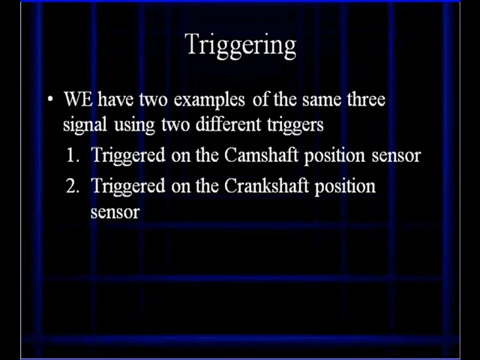 Triggering
• WE have two examples of the same three
signal using two different triggers
1. Triggered on the Camshaft position sensor
2. Triggered on the Crankshaft position
sensor